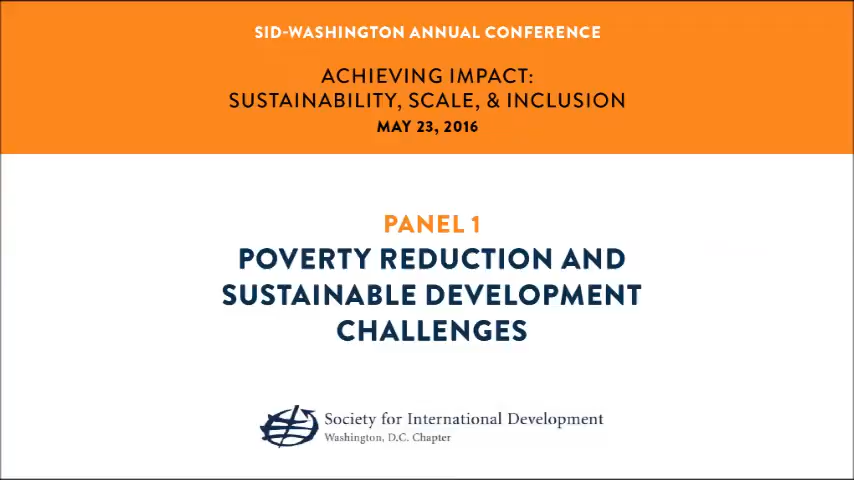 SID-WASHINGTON ANNUAL CONFERENCE
ACHIEVING IMPACT:
SUSTAINABILITY, SCALE, & INCLUSION
MAY 23, 2016
PANEL 1
POVERTY REDUCTION AND
SUSTAINABLE DEVELOPMENT
CHALLENGES
Society for International Development
Washington, D.C. Chapter